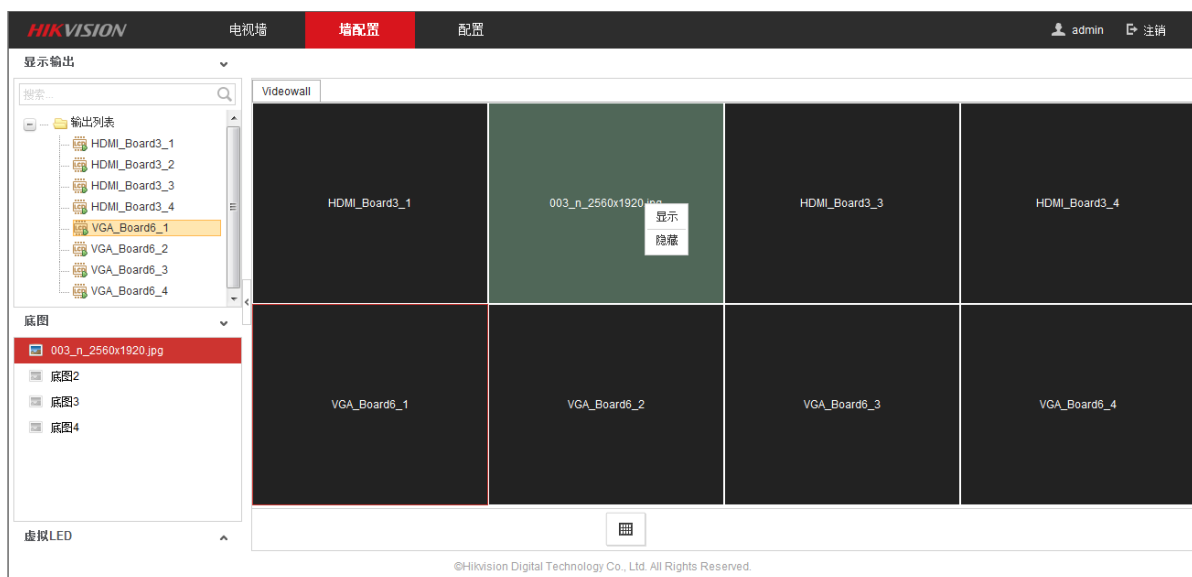 HIKVISION 电视墙 墙配置 配置 admin 注销
显示输出
搜索...
Videowall
输出列表
HDMI_Board3_1
HDMI_Board3_2
HDMI_Board3_3
HDMI_Board3_4
VGA_Board6_1
VGA_Board6_2
VGA_Board6_3
VGA_Board6_4
底图
003_n_2560x1920.jpg
底图2
底图3
底图4
虚拟LED
HDMI_Board3_1 003_n_2560x1920.jpg HDMI_Board3_3 HDMI_Board3_4
显示
隐藏
VGA_Board6_1 VGA_Board6_2 VGA_Board6_3 VGA_Board6_4
©Hikvision Digital Technology Co., Ltd. All Rights Reserved.